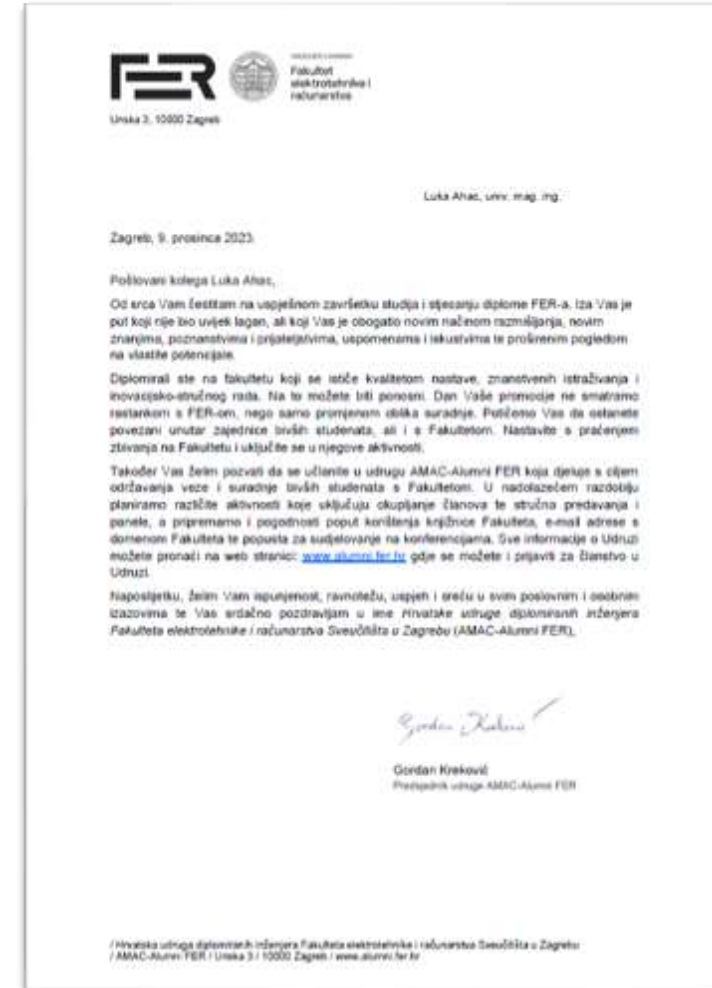 FER
Fakultet
elektrotehnike i
računarstva
Unska 3, 10000 Zagreb
Luka Ahac, univ. mag. ing.
Zagreb, 9. prosinca 2023.
Poštovani kolega Luka Ahac,
Od srca Vam čestitam na uspješnom završetku studija i stjecanju diplome FER-a. Iza Vas je
put koji nije bio uvijek lagan, ali koji Vas je obogatio novim načinom razmišljanja, novim
znanjima, poznanstvima i prijateljstvima, uspomenama i iskustvima te proširenim pogledom
na vlastite potencijale.
Diplomirali ste na fakultetu koji se ističe kvalitetom nastave, znanstvenih istraživanja i
inovacijsko-stručnog rada. Na to možete biti ponosni. Dan Vaše promocije ne smatramo
rastankom s FER-om, nego samo promjenom oblika suradnje. Potičemo Vas da ostanete
povezani unutar zajednice bivših studenata, ali i s Fakultetom. Nastavite s praćenjem
zbivanja na Fakultetu i uključite se u njegove aktivnosti.
Također Vas želim pozvati da se učlanite u udrugu AMAC-Alumni FER koja djeluje s ciljem
održavanja veze i suradnje bivših studenata s Fakultetom. U nadolazećem razdoblju
planiramo različite aktivnosti koje uključuju okupljanje članova te stručna predavanja i
panele, a pripremamo i pogodnosti poput korištenja knjižnice Fakulteta, e-mail adrese s
domenom Fakulteta te popusta za sudjelovanje na konferencijama. Sve informacije o Udruzi
možete pronaći na web stranici: www.alumni.fer.hr gdje se možete i prijaviti za članstvo u
Udruzi.
Naposljetku, želim Vam ispunjenost, ravnotežu, uspjeh i sreću u svim poslovnim i osobnim
izazovima te Vas srdačno pozdravljam u ime Hrvatske udruge diplomiranih inženjera
Fakulteta elektrotehnike i računarstva Sveučilišta u Zagrebu (AMAC-Alumni FER),
Gordan Kreković
Predsjednik udruge AMAC-Alumni FER
/ Hrvatska udruga diplomiranih inženjera Fakulteta elektrotehnike i računarstva Sveučilišta u Zagrebu
/ AMAC-Alumni FER / Unska 3 / 10000 Zagreb / www.alumni.fer.hr